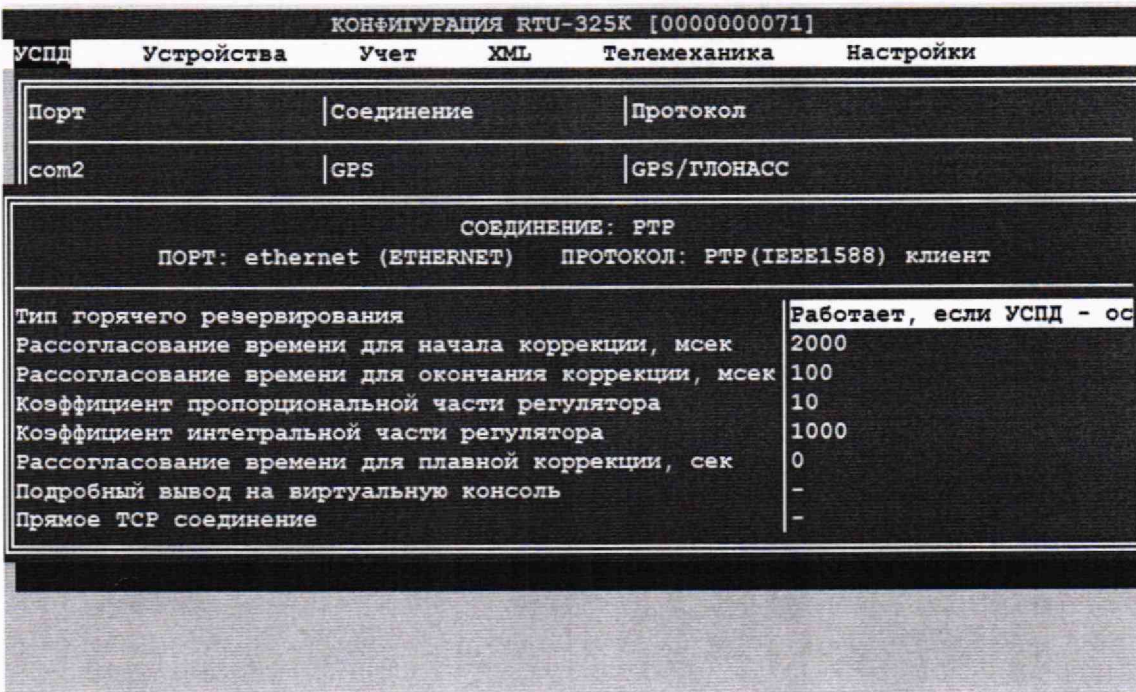 КОНФИГУРАЦИЯ RTU-325K [0000000071]
УСПД Устройства Учет XML Телемеханика Настройки
Порт Соединение Протокол
com2 GPS GPS/ГЛОНАСС
СОЕДИНЕНИЕ: PTP
ПОРТ: ethernet (ETHERNET) ПРОТОКОЛ: PTP(IEEE1588) клиент
Тип горячего резервирования Работает, если УСПД - ос
Рассогласование времени для начала коррекции, мсек 2000
Рассогласование времени для окончания коррекции, мсек 100
Коэффициент пропорциональной части регулятора 10
Коэффициент интегральной части регулятора 1000
Рассогласование времени для плавной коррекции, сек 0
Подробный вывод на виртуальную консоль -
Прямое TCP соединение -